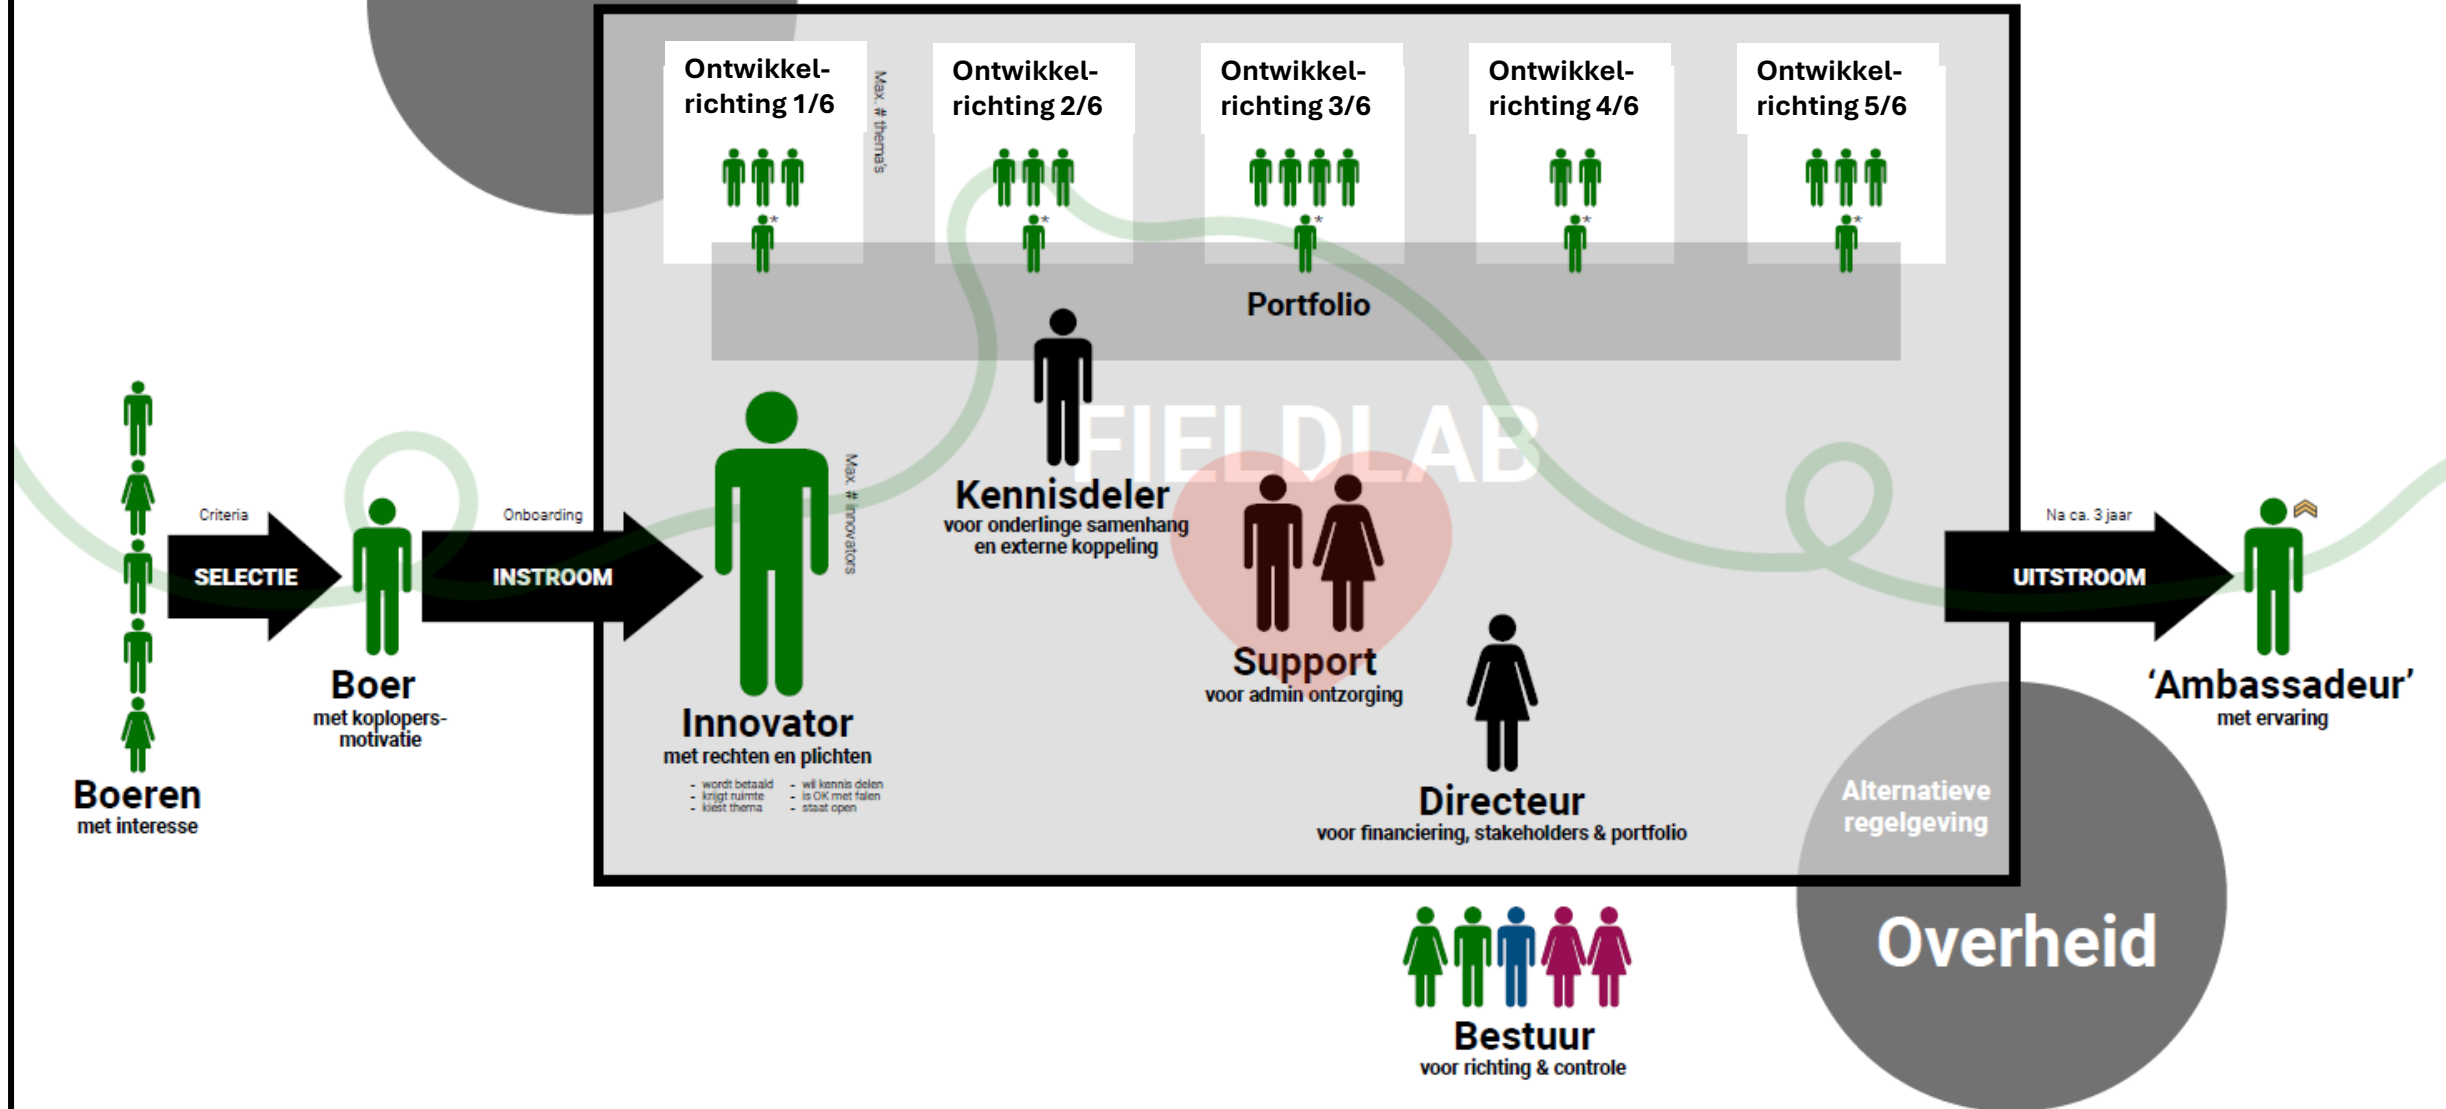 Ontwikkel-
richting 1/6
Max. # thema's
Ontwikkel-
richting 2/6
Ontwikkel-
richting 3/6
Ontwikkel-
richting 4/6
Ontwikkel-
richting 5/6
*
*
*
*
*
Portfolio
FIELDLAB
Boeren
met interesse
Criteria
SELECTIE
Boer
met koplopers-
motivatie
Onboarding
INSTROOM
Max. # innovators
Innovator
met rechten en plichten
- wordt betaald
- krijgt ruimte
- kiest thema
- wil kennis delen
- is OK met falen
- staat open
Kennisdeler
voor onderlinge samenhang
en externe koppeling
Support
voor admin ontzorging
Directeur
voor financiering, stakeholders & portfolio
Na ca. 3 jaar
UITSTROOM
‘Ambassadeur’
met ervaring
Alternatieve
regelgeving
Overheid
Bestuur
voor richting & controle